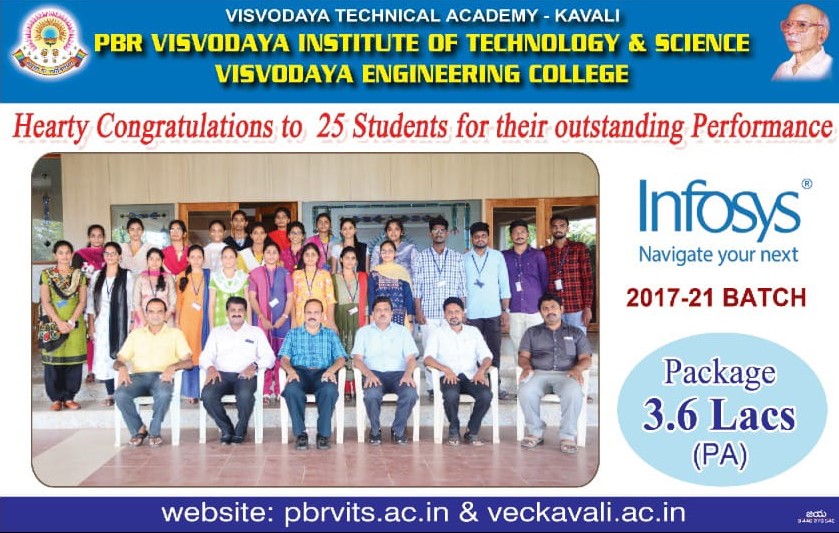 VISVODAYA TECHNICAL ACADEMY - KAVALI
PBR VISVODAYA INSTITUTE OF TECHNOLOGY & SCIENCE
VISVODAYA ENGINEERING COLLEGE
Hearty Congratulations to 25 Students for their outstanding Performance
Infosys®
Navigate your next
2017-21 BATCH
Package
3.6 Lacs
(PA)
website: pbrvits.ac.in & veckavali.ac.in